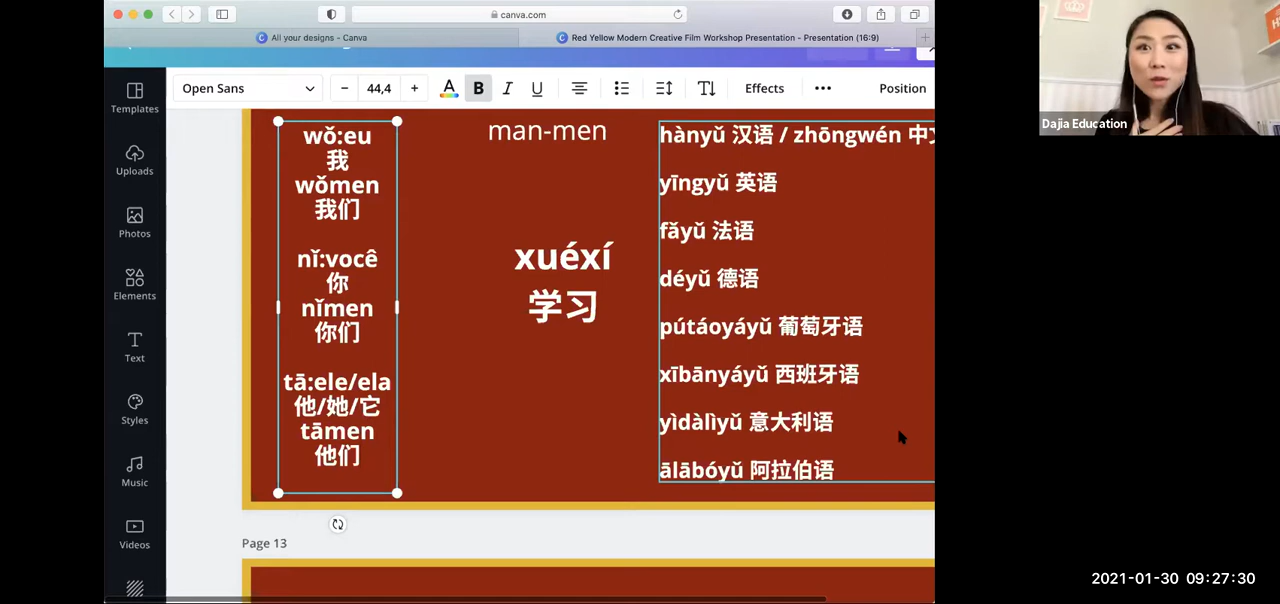 canva.com
All your designs - Canva
Red Yellow Modern Creative Film Workshop Presentation - Presentation (16:9)
Open Sans
44,4
A
B
I
U
Effects
Position
Templates
Uploads
Photos
Elements
Text
Styles
Music
Videos
wǒ:eu
我
wǒmen
我们
nǐ:você
你
nǐmen
你们
tā:ele/ela
他/她/它
tāmen
他们
man-men
xuéxí
学习
hànyǔ 汉语 / zhōngwén 中文
yīngyǔ 英语
fǎyǔ 法语
déyǔ 德语
pútáoyáyǔ 葡萄牙语
xībānyáyǔ 西班牙语
yìdàlìyǔ 意大利语
ālābóyǔ 阿拉伯语
Page 13
Dajia Education
2021-01-30 09:27:30